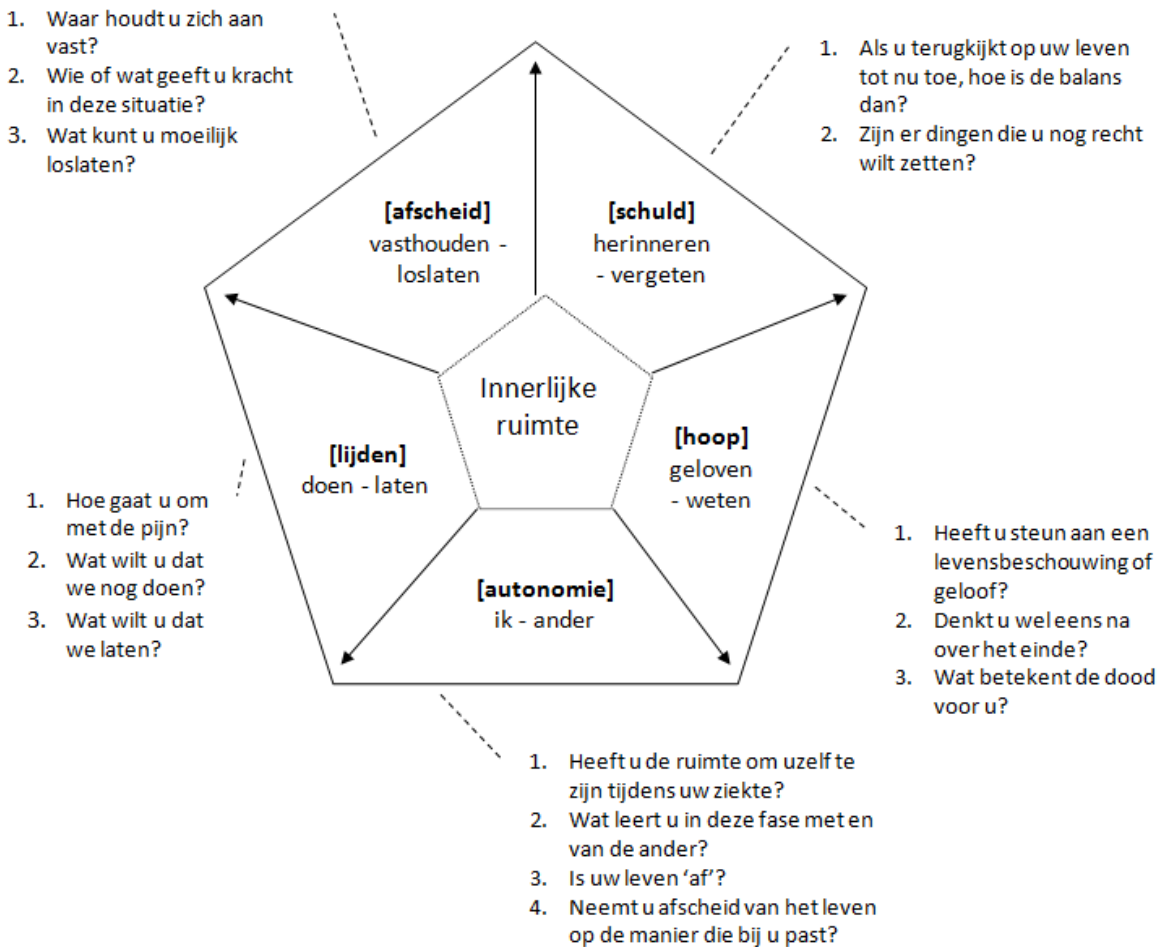 1. Waar houdt u zich aan
vast?
2. Wie of wat geeft u kracht
in deze situatie?
3. Wat kunt u moeilijk
loslaten?
1. Als u terugkijkt op uw leven
tot nu toe, hoe is de balans
dan?
2. Zijn er dingen die u nog recht
wilt zetten?
[afscheid]
vasthouden -
loslaten
[schuld]
herinneren
- vergeten
Innerlijke
ruimte
[lijden]
doen - laten
[hoop]
geloven
- weten
[autonomie]
ik - ander
1. Hoe gaat u om
met de pijn?
2. Wat wilt u dat
we nog doen?
3. Wat wilt u dat
we laten?
1. Heeft u steun aan een
levensbeschouwing of
geloof?
2. Denkt u wel eens na
over het einde?
3. Wat betekent de dood
voor u?
1. Heeft u de ruimte om uzelf te
zijn tijdens uw ziekte?
2. Wat leert u in deze fase met en
van de ander?
3. Is uw leven ‘af’?
4. Neemt u afscheid van het leven
op de manier die bij u past?